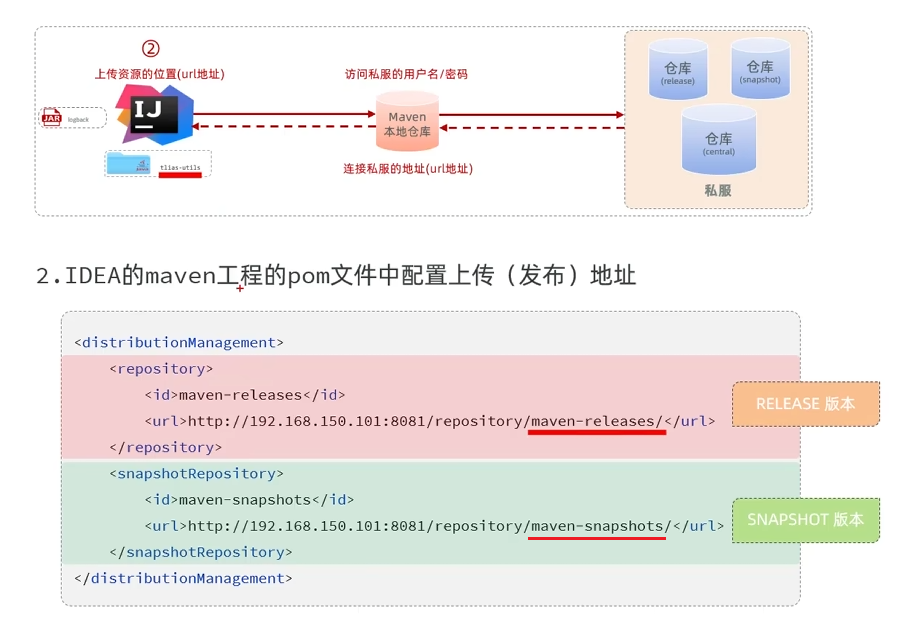 ②
上传资源的位置(url地址)
访问私服的用户名/密码
仓库
(release)
仓库
(snapshot)
JAR
logback
IJ
Maven
本地仓库
仓库
(central)
tlias-utils
连接私服的地址(url地址)
私服
2.IDEA的maven工程的pom文件中配置上传（发布）地址
<distributionManagement>
<repository>
<id>maven-releases</id>
<url>http://192.168.150.101:8081/repository/maven-releases/</url>
</repository>
<snapshotRepository>
<id>maven-snapshots</id>
<url>http://192.168.150.101:8081/repository/maven-snapshots/</url>
</snapshotRepository>
</distributionManagement>
RELEASE 版本
SNAPSHOT 版本